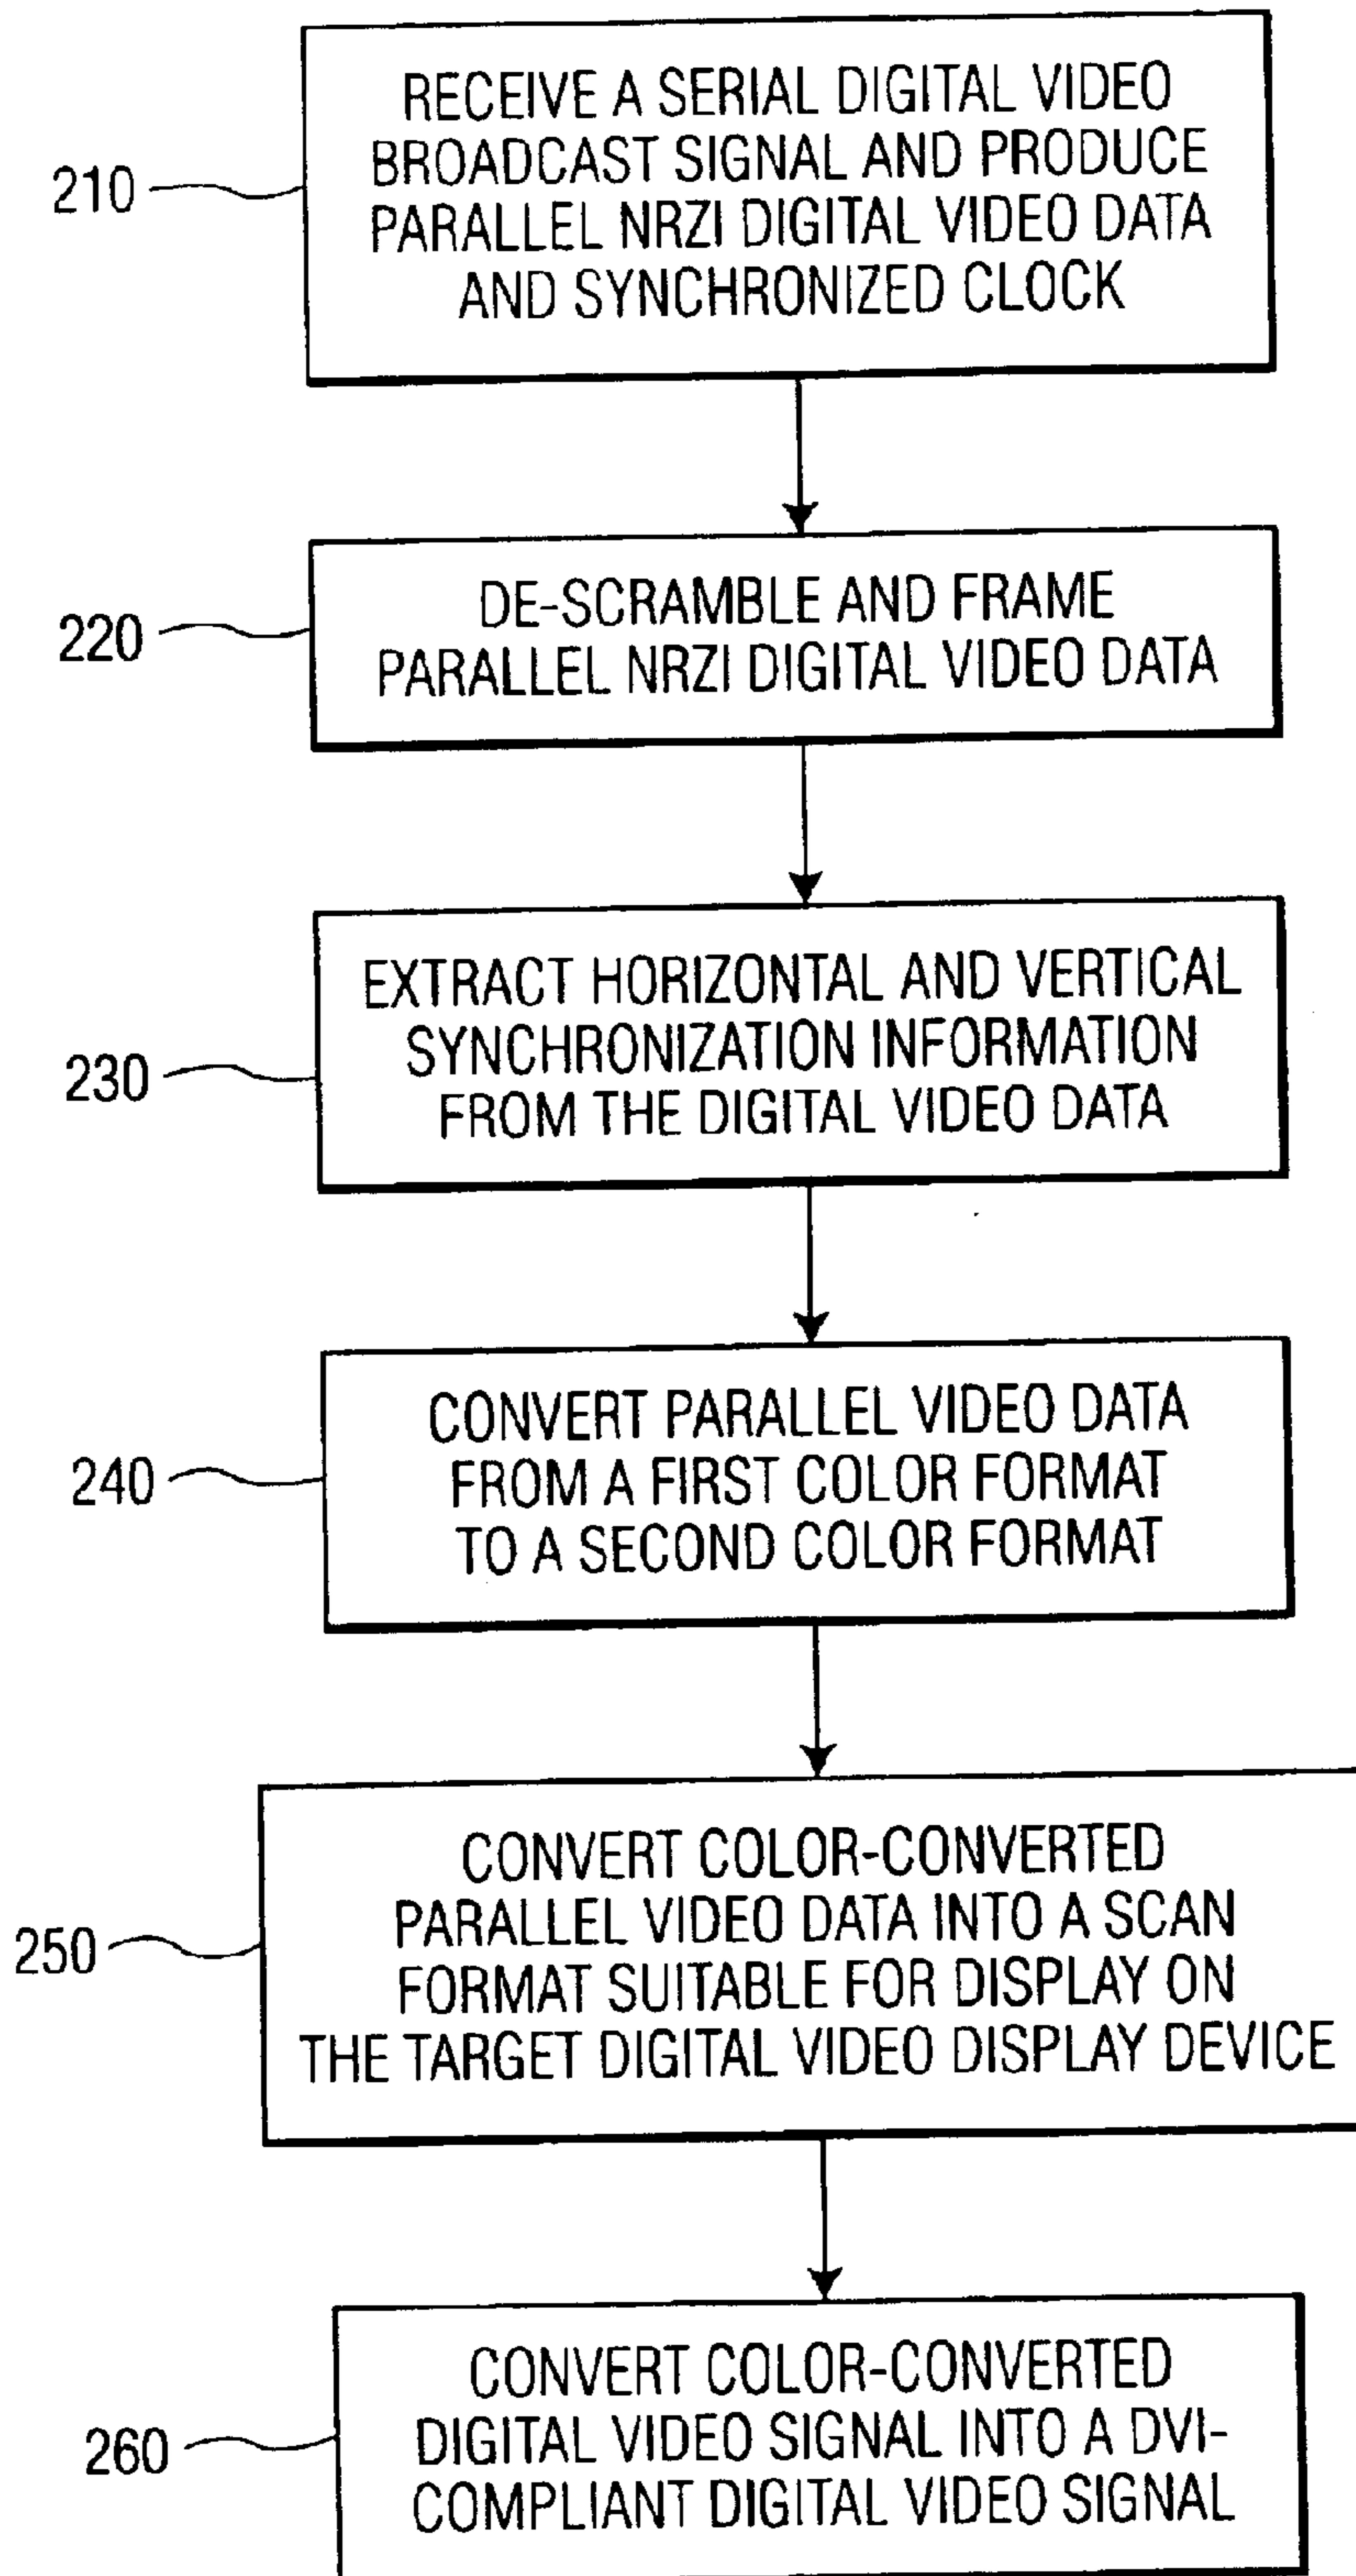 210
RECEIVE A SERIAL DIGITAL VIDEO
BROADCAST SIGNAL AND PRODUCE
PARALLEL NRZI DIGITAL VIDEO DATA
AND SYNCHRONIZED CLOCK
220
DE-SCRAMBLE AND FRAME
PARALLEL NRZI DIGITAL VIDEO DATA
230
EXTRACT HORIZONTAL AND VERTICAL
SYNCHRONIZATION INFORMATION
FROM THE DIGITAL VIDEO DATA
240
CONVERT PARALLEL VIDEO DATA
FROM A FIRST COLOR FORMAT
TO A SECOND COLOR FORMAT
250
CONVERT COLOR-CONVERTED
PARALLEL VIDEO DATA INTO A SCAN
FORMAT SUITABLE FOR DISPLAY ON
THE TARGET DIGITAL VIDEO DISPLAY DEVICE
260
CONVERT COLOR-CONVERTED
DIGITAL VIDEO SIGNAL INTO A DVI-
COMPLIANT DIGITAL VIDEO SIGNAL